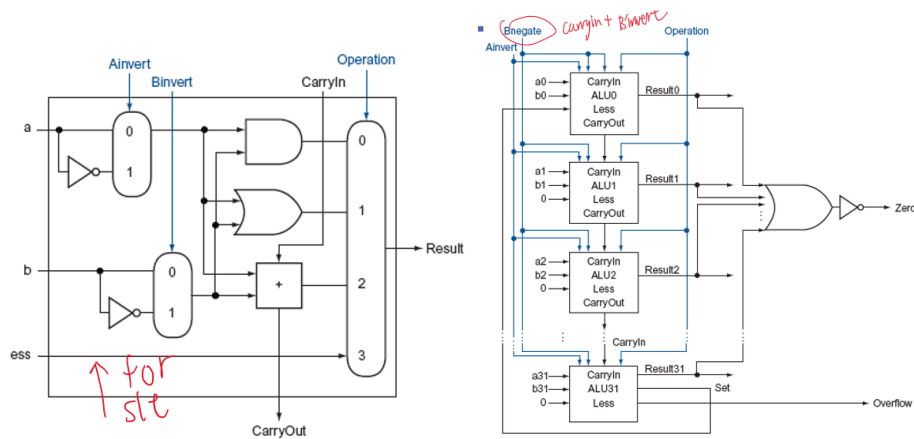 Ainvert
Binvert
CarryIn
Operation
a
0
1
0
1
b
0
1
+
2
Result
ess
3
CarryOut
for
slt
Bnegate
Carryin + Binvert
Ainvert
Operation
a0
b0
CarryIn
ALU0
Less
CarryOut
Result0
a1
b1
0
CarryIn
ALU1
Less
CarryOut
Result1
a2
b2
0
CarryIn
ALU2
Less
CarryOut
Result2
Zero
CarryIn
a31
b31
0
CarryIn
ALU31
Less
Result31
Set
Overflow